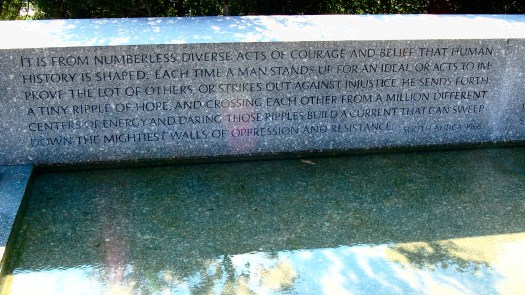 IT IS FROM NUMBERLESS DIVERSE ACTS OF COURAGE AND BELIEF THAT HUMAN
HISTORY IS SHAPED. EACH TIME A MAN STANDS UP FOR AN IDEAL, OR ACTS TO IM-
PROVE THE LOT OF OTHERS, OR STRIKES OUT AGAINST INJUSTICE, HE SENDS FORTH
A TINY RIPPLE OF HOPE, AND CROSSING EACH OTHER FROM A MILLION DIFFERENT
CENTERS OF ENERGY AND DARING THOSE RIPPLES BUILD A CURRENT THAT CAN SWEEP
DOWN THE MIGHTIEST WALLS OF OPPRESSION AND RESISTANCE. SOUTH AFRICA, 1966